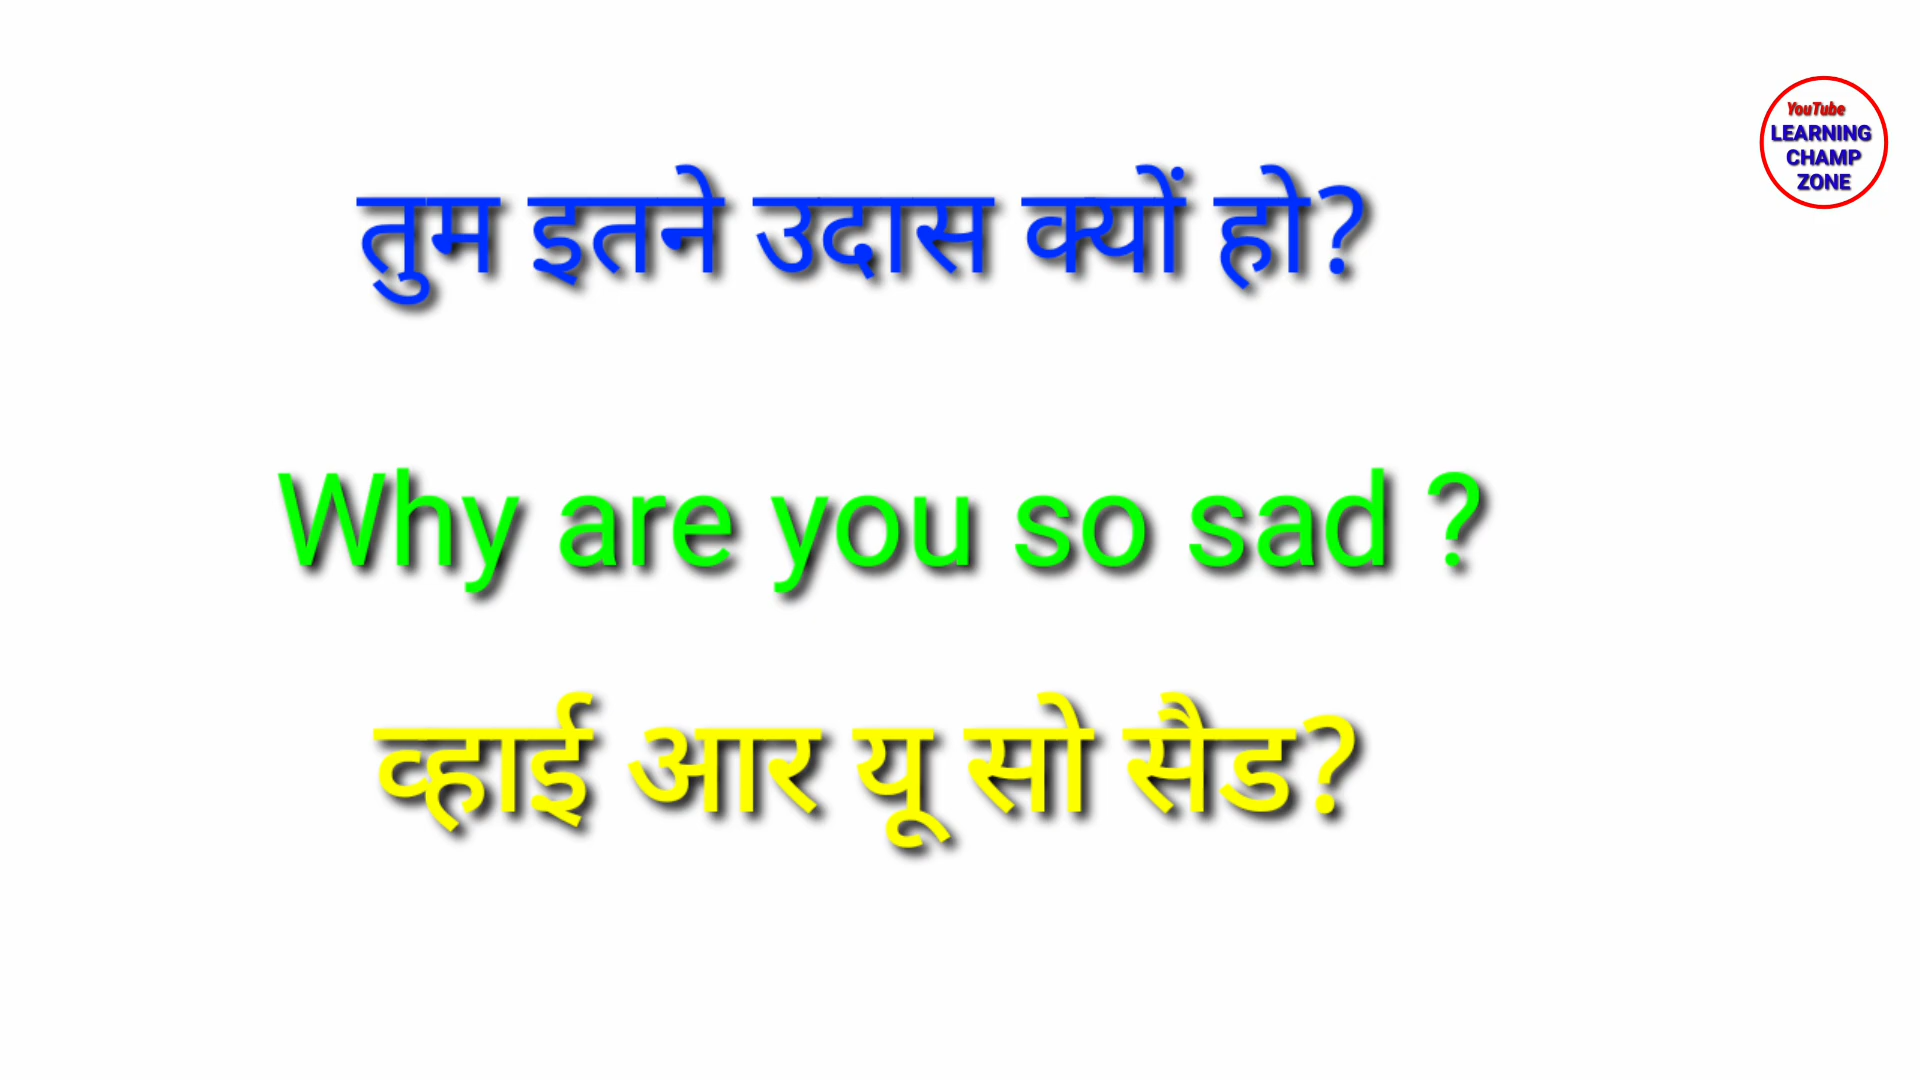 YouTube
LEARNING
CHAMP
ZONE
तुम इतने उदास क्यों हो?
Why are you so sad ?
व्हाई आर यू सो सैड?